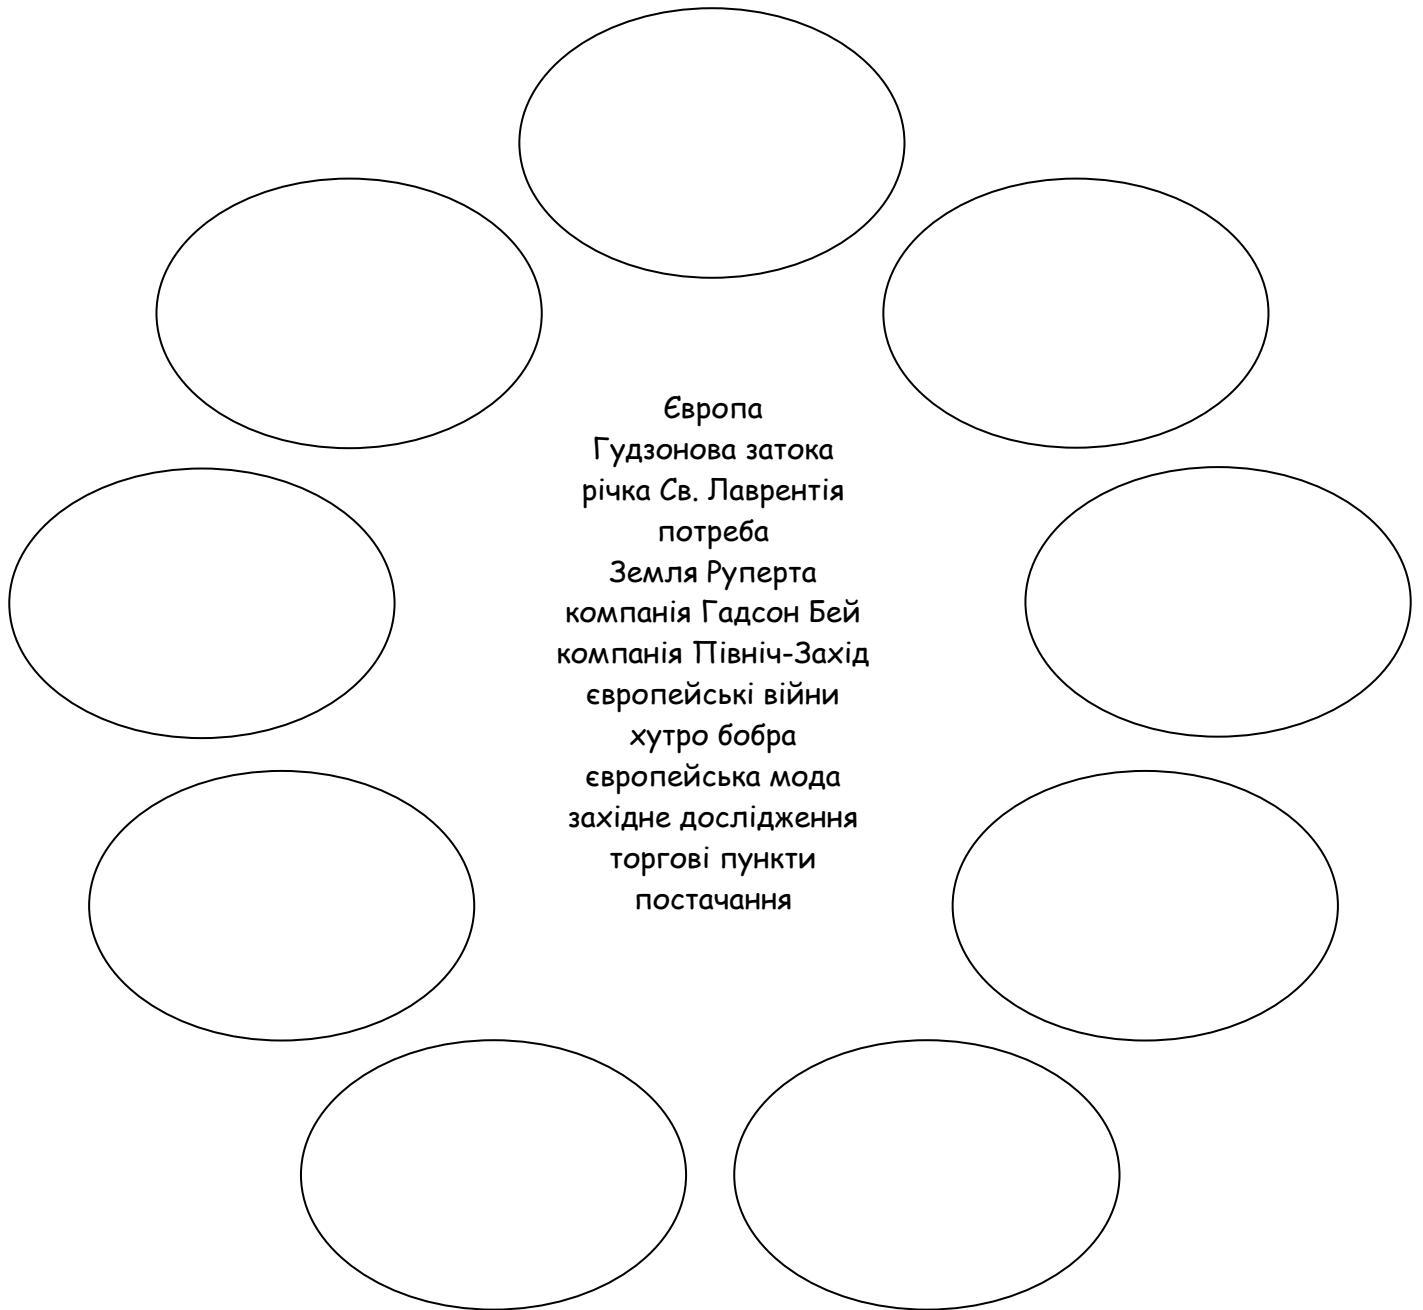 Європа
Гудзонова затока
річка Св. Лаврентія
потреба
Земля Руперта
компанія Гадсон Бей
компанія Північ-Захід
європейські війни
хутро бобра
європейська мода
західне дослідження
торгові пункти
постачання